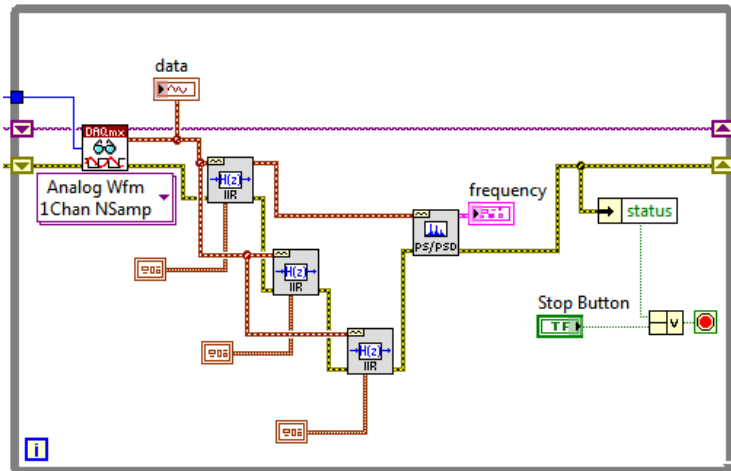 data
DAQmx
Analog Wfm
1Chan NSamp
H(z)
IIR
H(z)
IIR
H(z)
IIR
frequency
PS/PSD
status
Stop Button
TF
V
i